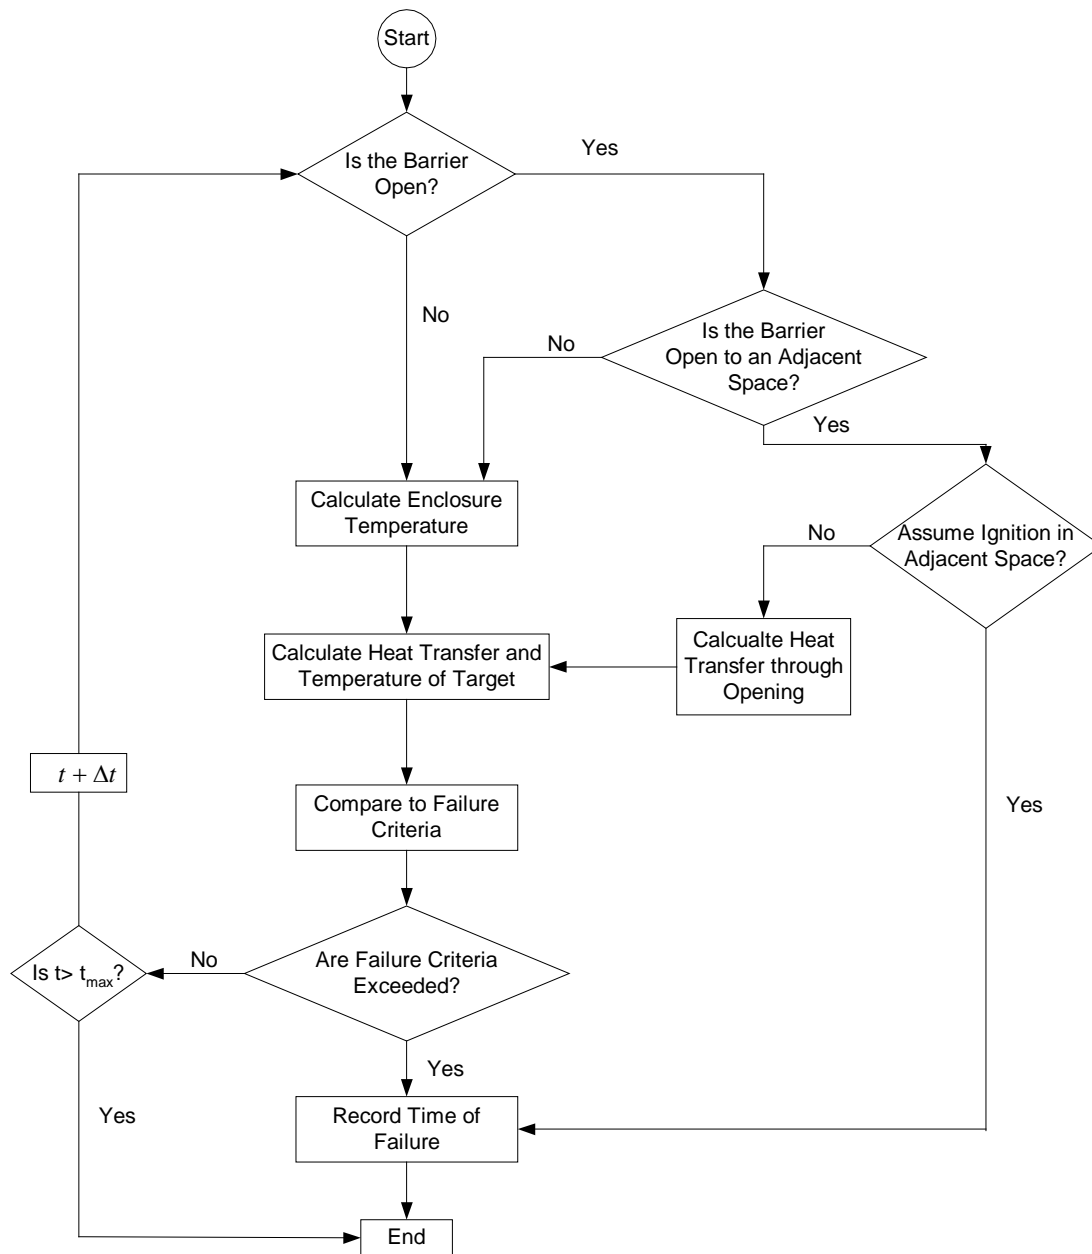 Start
Is the Barrier
Open?
Yes
No
Is the Barrier
Open to an Adjacent
Space?
No
Yes
Calculate Enclosure
Temperature
Assume Ignition in
Adjacent Space?
No
Calculate Heat Transfer and
Temperature of Target
Calcualte Heat
Transfer through
Opening
t + Δt
Compare to Failure
Criteria
Yes
Is t> tmax?
No
Are Failure Criteria
Exceeded?
Yes
Yes
Record Time of
Failure
End